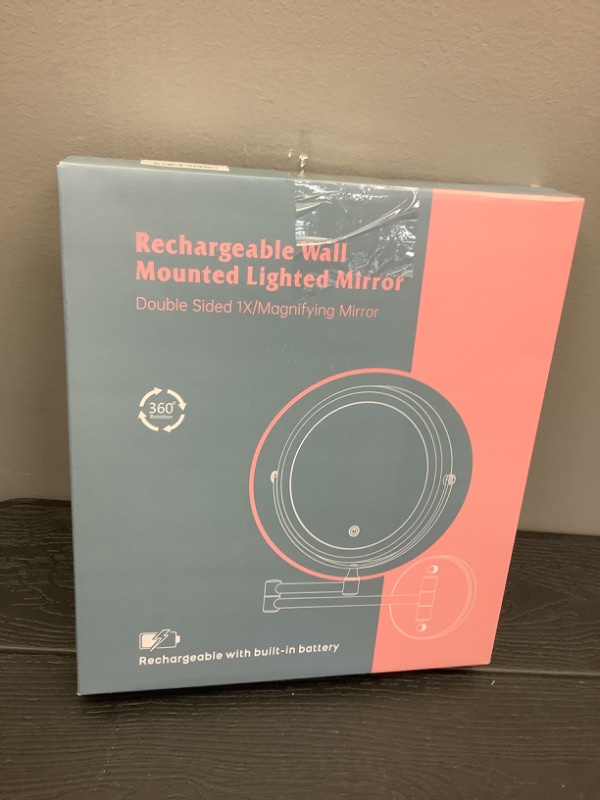 Rechargeable Wall
Mounted Lighted Mirror
Double Sided 1X/Magnifying Mirror
360°
Rotation
Rechargeable with built-in battery